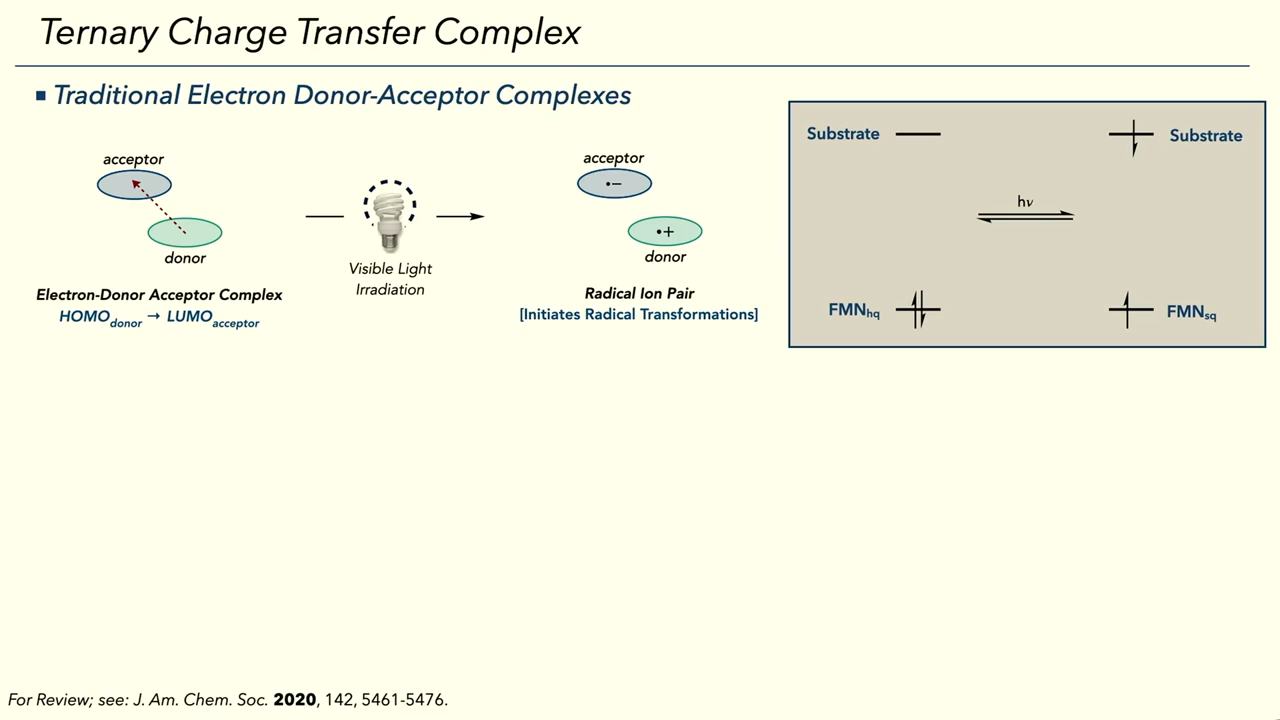 Ternary Charge Transfer Complex
▪ Traditional Electron Donor-Acceptor Complexes
acceptor
donor
Electron-Donor Acceptor Complex
HOMOdonor → LUMOacceptor
Visible Light
Irradiation
acceptor
•−
•+
donor
Radical Ion Pair
[Initiates Radical Transformations]
Substrate
Substrate
hν
FMNhq
FMNsq
For Review; see: J. Am. Chem. Soc. 2020, 142, 5461-5476.